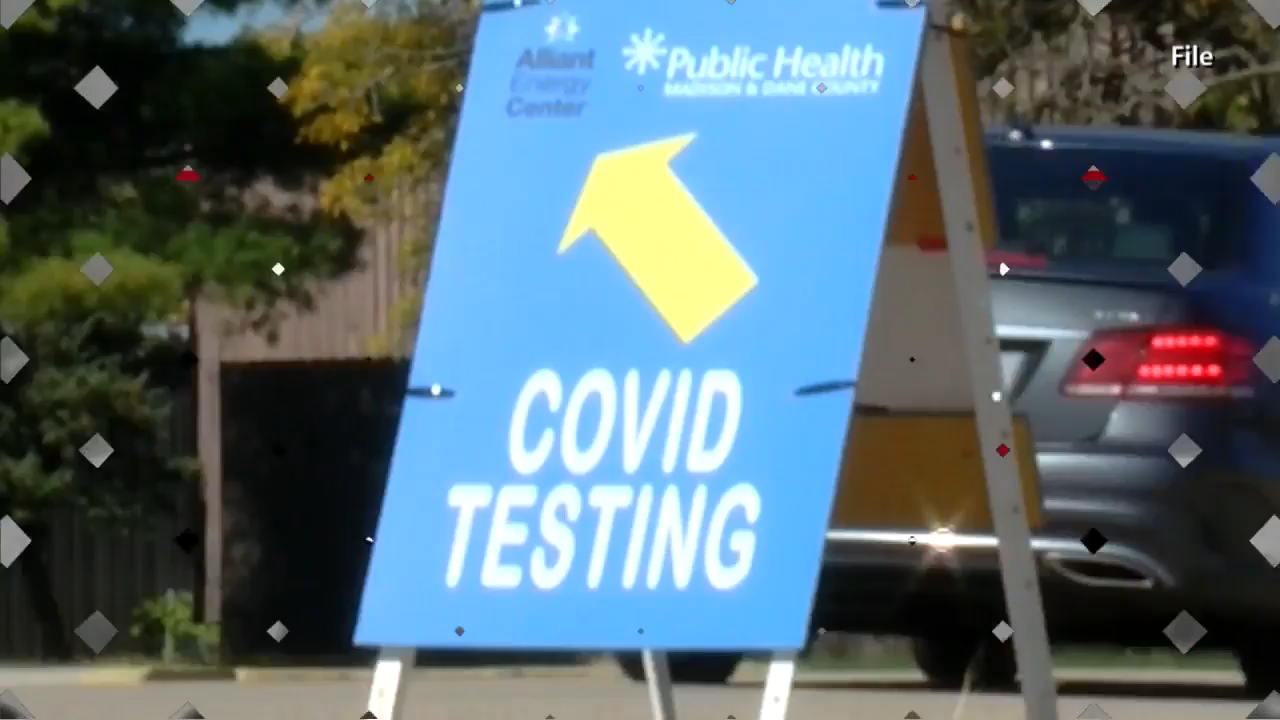 File
Alliant
Energy
Center
Public Health
MADISON & DANE COUNTY
COVID
TESTING